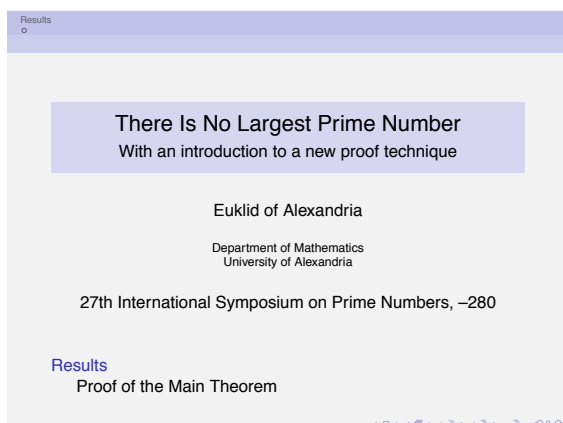 Results
There Is No Largest Prime Number
With an introduction to a new proof technique
Euklid of Alexandria
Department of Mathematics
University of Alexandria
27th International Symposium on Prime Numbers, –280
Results
Proof of the Main Theorem